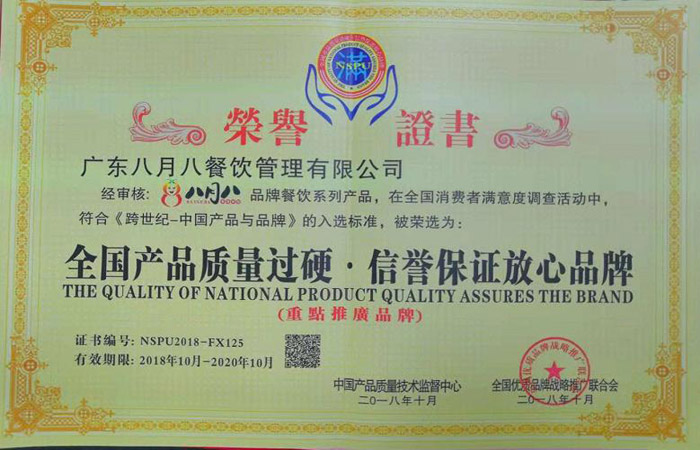 NSPU
滿
榮譽 證書
广东八月八餐饮管理有限公司
经审核: 八月八 品牌餐饮系列产品，在全国消费者满意度调查活动中，
符合《跨世纪-中国产品与品牌》的入选标准，被荣选为:
全国产品质量过硬·信誉保证放心品牌
THE QUALITY OF NATIONAL PRODUCT QUALITY ASSURES THE BRAND
(重點推廣品牌)
证书编号: NSPU2018-FX125
有效期限: 2018年10月-2020年10月
中国产品质量技术监督中心 全国优质品牌战略推广联合会
二〇一八年十月 二〇一八年十月